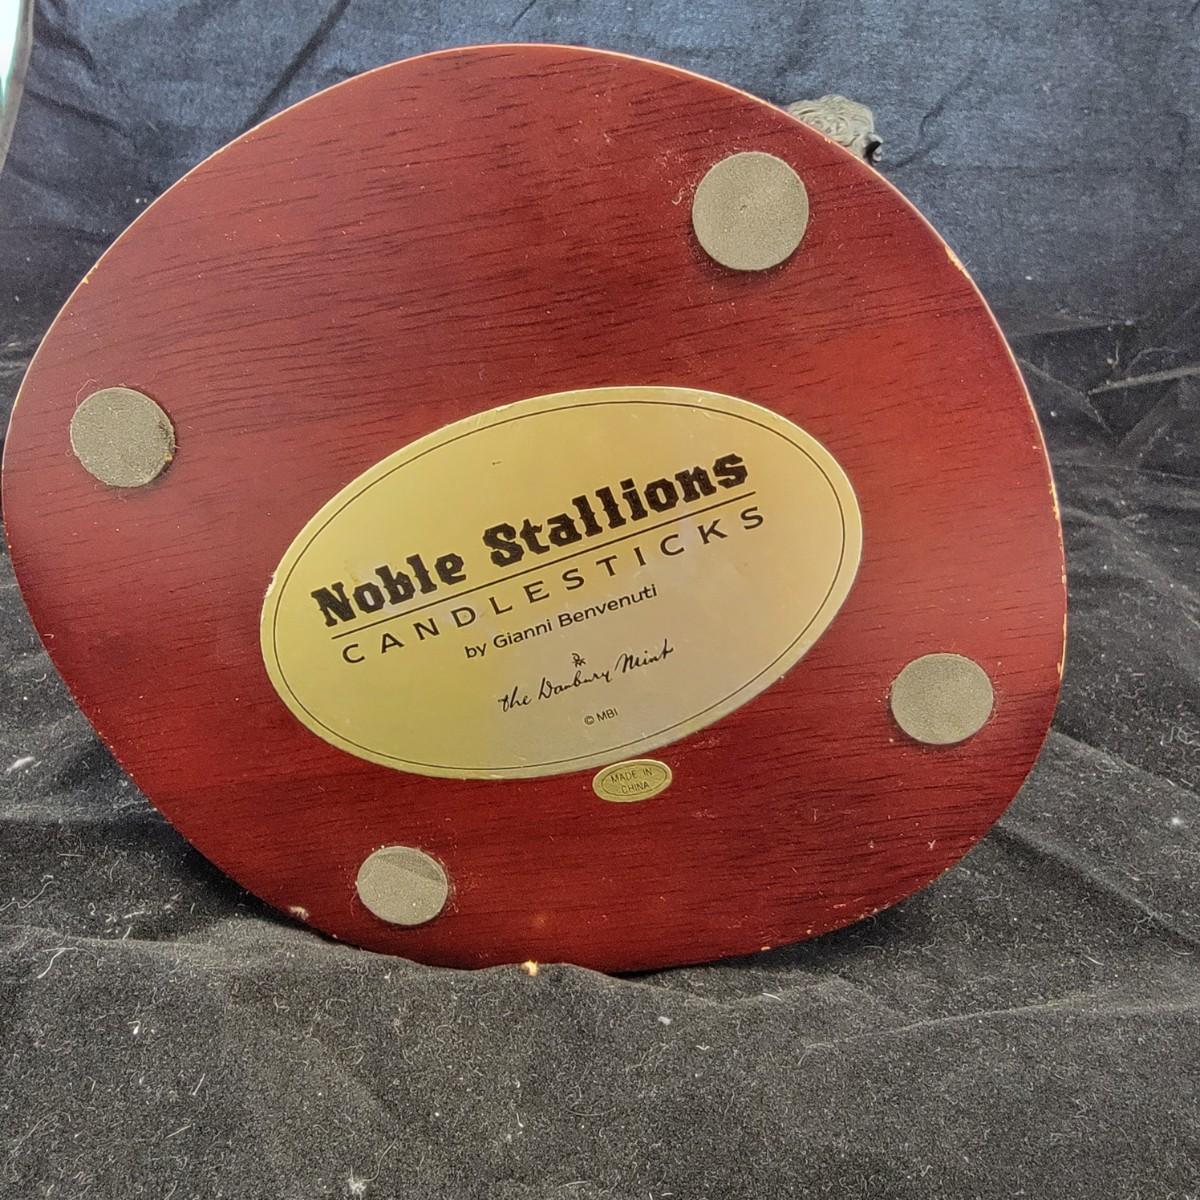 Noble Stallions
CANDLESTICKS
by Gianni Benvenuti
the Danbury Mint
© MBI
MADE IN
CHINA